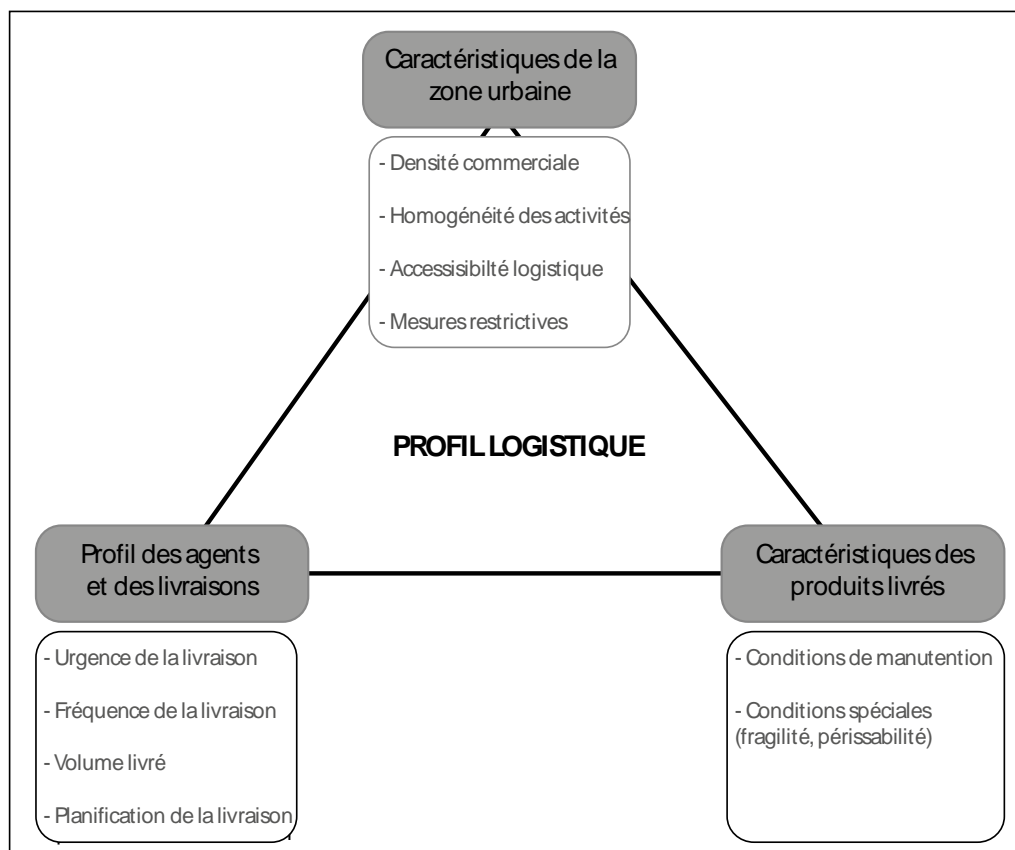 Caractéristiques de la
zone urbaine
- Densité commerciale
- Homogénéité des activités
- Accessisibilté logistique
- Mesures restrictives
PROFIL LOGISTIQUE
Profil des agents
et des livraisons
- Urgence de la livraison
- Fréquence de la livraison
- Volume livré
- Planification de la livraison
Caractéristiques des
produits livrés
- Conditions de manutention
- Conditions spéciales
(fragilité, périssabilité)